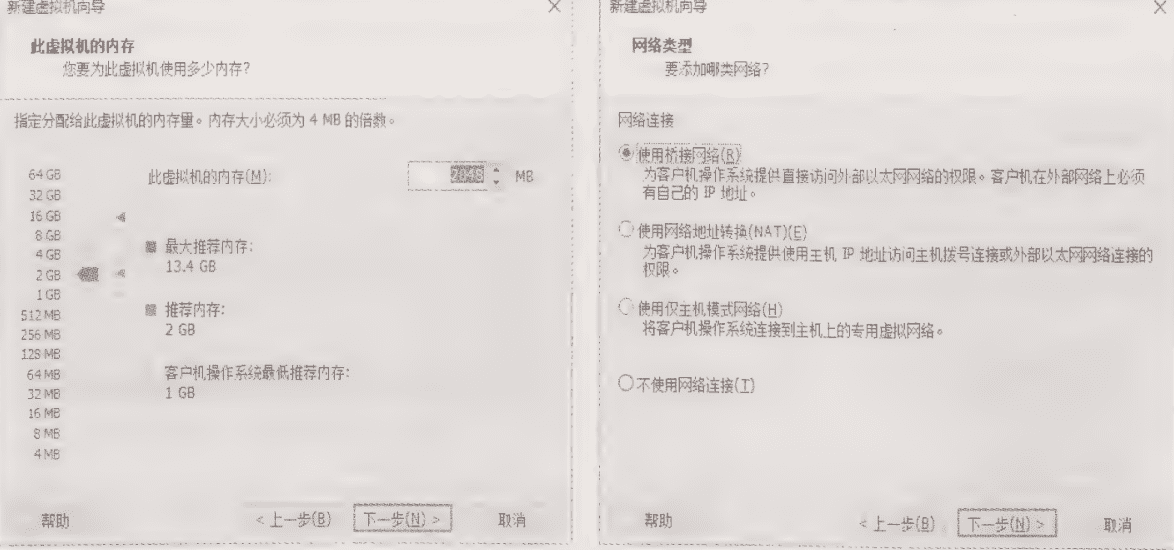 新建虚拟机向导
此虚拟机的内存
您要为此虚拟机使用多少内存?
指定分配给此虚拟机的内存量。内存大小必须为 4 MB 的倍数。
64 GB
32 GB
16 GB
8 GB
4 GB
2 GB
1 GB
512 MB
256 MB
128 MB
64 MB
32 MB
16 MB
8 MB
4 MB
此虚拟机的内存(M):
2048 MB
最大推荐内存:
13.4 GB
推荐内存:
2 GB
客户机操作系统最低推荐内存:
1 GB
帮助
< 上一步(B)
下一步(N) >
取消
新建虚拟机向导
网络类型
要添加哪类网络?
网络连接
使用桥接网络(R)
为客户机操作系统提供直接访问外部以太网网络的权限。客户机在外部网络上必须
有自己的 IP 地址。
使用网络地址转换(NAT)(E)
为客户机操作系统提供使用主机 IP 地址访问主机拨号连接或外部以太网网络连接的
权限。
使用仅主机模式网络(H)
将客户机操作系统连接到主机上的专用虚拟网络。
不使用网络连接(T)
帮助
< 上一步(B)
下一步(N) >
取消